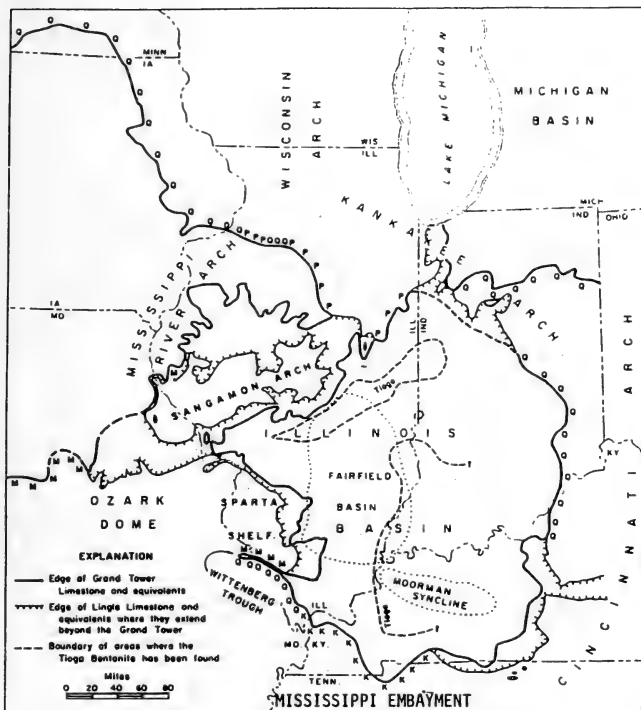 MINN
IA
WISCONSIN
ARCH
LAKE MICHIGAN
MICHIGAN
BASIN
WIS
ILL
KANKAKEE
ARCH
MICH
IND
OHIO
MISSISSIPPI
RIVER ARCH
IA
MO
ILL
IND
SANGAMON ARCH
Tioga
ILLINOIS
BASIN
FAIRFIELD
BASIN
KY
OZARK
DOME
SPARTA
SHELF
WITTENBERG
TROUGH
MOORMAN
SYNCLINE
Tioga
CINCINNATI
ILL
MO.
KY.
TENN.
EXPLANATION
Edge of Grand Tower
Limestone and equivalents
Edge of Lingle Limestone and
equivalents where they extend
beyond the Grand Tower
Boundary of areas where the
Tioga Bentonite has been found
Miles
0 20 40 60 80
MISSISSIPPI EMBAYMENT